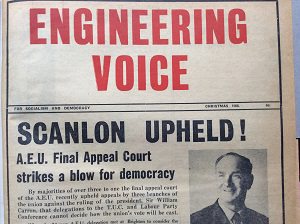 ENGINEERING
VOICE
FOR SOCIALISM AND DEMOCRACY CHRISTMAS
SCANLON UPHELD!
A.E.U. Final Appeal Court
strikes a blow for democracy
By majorities of over three to one the final appeal court
of the A.E.U. recently upheld appeals by three branches of
the union against the ruling of the president, Sir William
Carron, that delegations to the T.U.C. and Labour Party
Conference cannot decide how the union's vote will be cast.